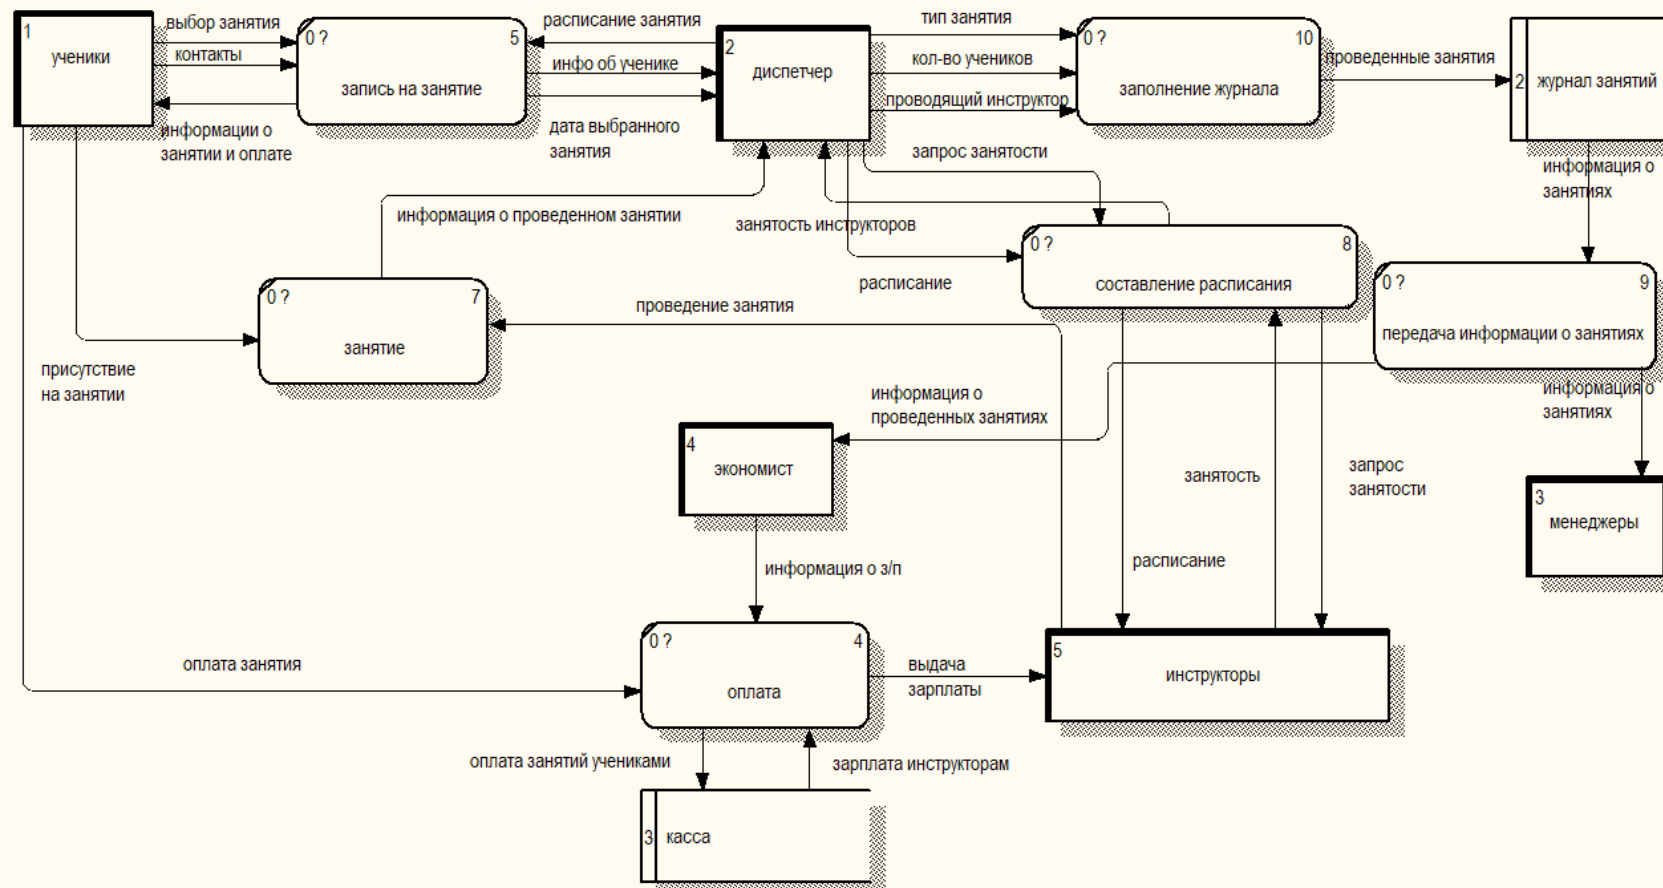 1
ученики
выбор занятия
контакты
информации о
занятии и оплате
0 ?
5
запись на занятие
расписание занятия
инфо об ученике
дата выбранного
занятия
2
диспетчер
тип занятия
кол-во учеников
проводящий инструктор
0 ?
10
заполнение журнала
проведенные занятия
2
журнал занятий
запрос занятости
информация о
занятиях
информация о проведенном занятии
занятость инструкторов
расписание
0 ?
8
составление расписания
0 ?
9
передача информации о занятиях
0 ?
7
занятие
проведение занятия
присутствие
на занятии
информация о
проведенных занятиях
информация о
занятиях
4
экономист
занятость
запрос
занятости
3
менеджеры
информация о з/п
расписание
0 ?
4
оплата
оплата занятия
выдача
зарплаты
5
инструкторы
оплата занятий учениками
зарплата инструкторам
3
касса